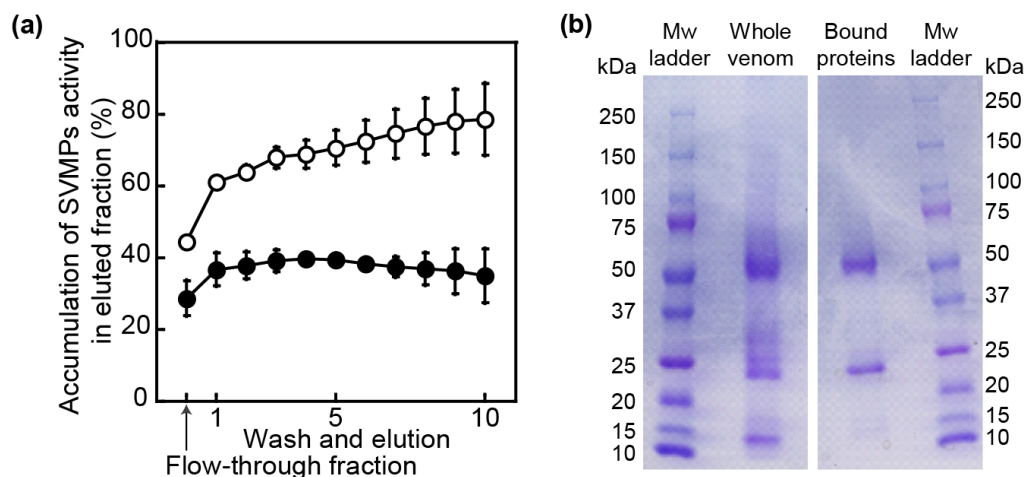 (a)
Accumulation of SVMPs activity
in eluted fraction (%)
100
80
60
40
20
0
1
5
10
Wash and elution
Flow-through fraction
(b)
Mw
ladder
Whole
venom
Bound
proteins
Mw
ladder
kDa
250
150
100
75
50
37
25
20
15
10
kDa
250
150
100
75
50
37
25
20
15
10